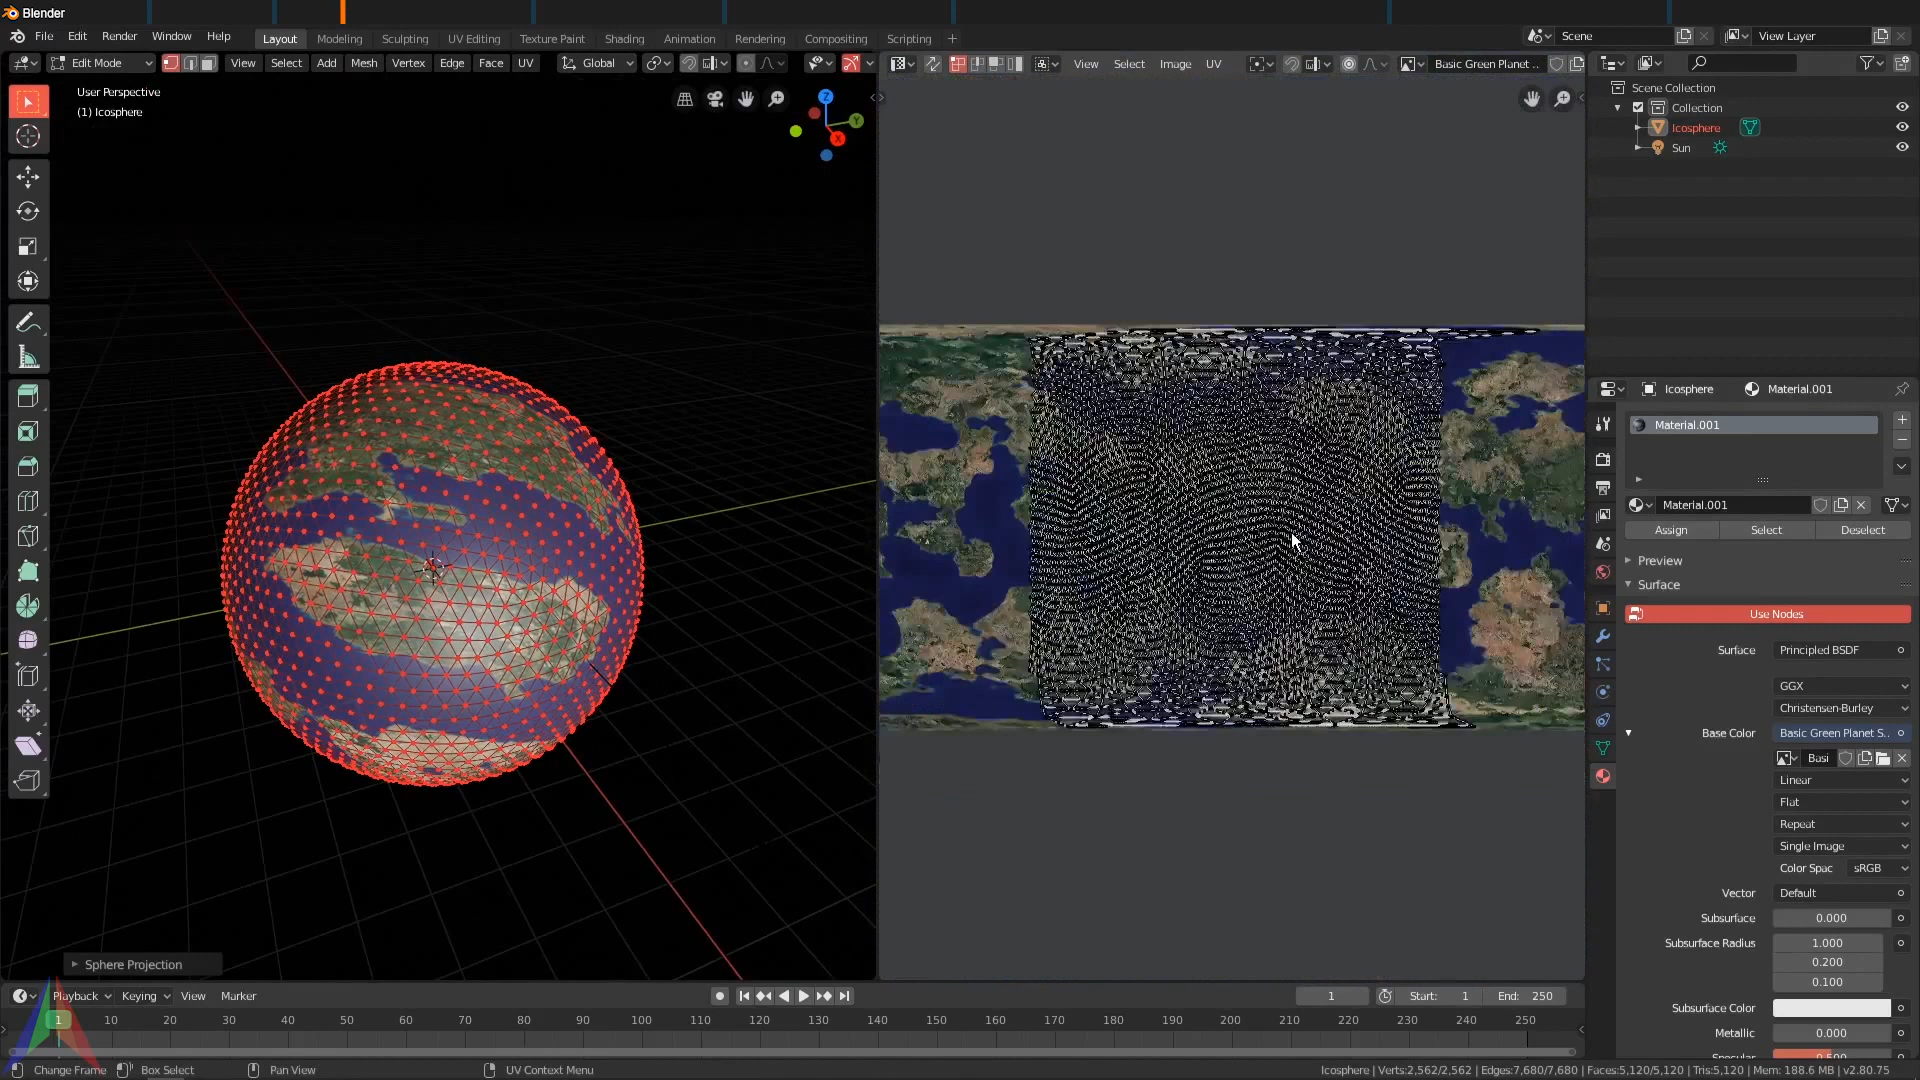 Blender
File Edit Render Window Help
Layout Modeling Sculpting UV Editing Texture Paint Shading Animation Rendering Compositing Scripting +
Scene
View Layer
Edit Mode
View Select Add Mesh Vertex Edge Face UV
Global
View Select Image UV
Basic Green Planet ..
User Perspective
(1) Icosphere
Z
Y
X
Scene Collection
Collection
Icosphere
Sun
Icosphere Material.001
Material.001
Material.001
Assign Select Deselect
Preview
Surface
Use Nodes
Surface Principled BSDF
GGX
Christensen-Burley
Base Color Basic Green Planet S..
Basi
Linear
Flat
Repeat
Single Image
Color Spac sRGB
Vector Default
Subsurface 0.000
Subsurface Radius 1.000
0.200
0.100
Subsurface Color
Metallic 0.000
Specular 0.500
Sphere Projection
Playback Keying View Marker
1 Start: 1 End: 250
1 10 20 30 40 50 60 70 80 90 100 110 120 130 140 150 160 170 180 190 200 210 220 230 240 250
Change Frame Box Select Pan View UV Context Menu
Icosphere | Verts:2,562/2,562 | Edges:7,680/7,680 | Faces:5,120/5,120 | Tris:5,120 | Mem: 188.6 MB | v2.80.75